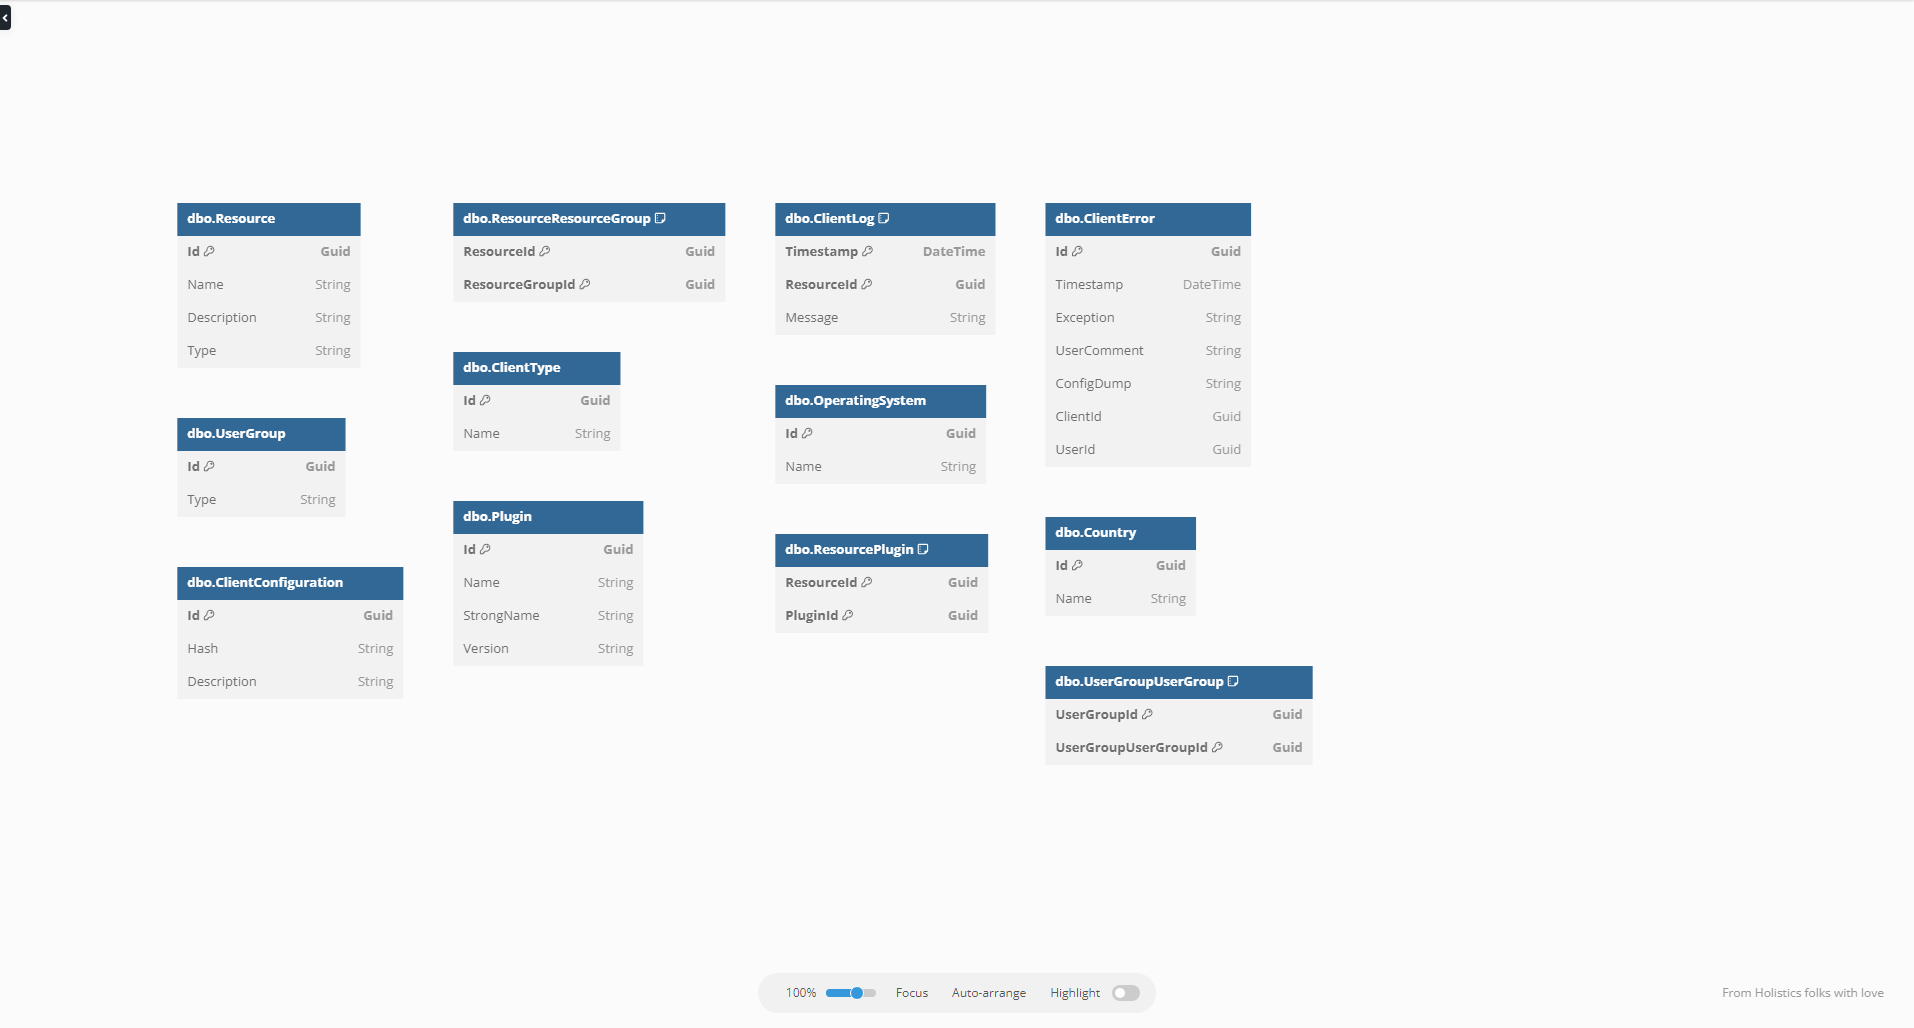 dbo.Resource
Id Guid
Name String
Description String
Type String
dbo.UserGroup
Id Guid
Type String
dbo.ClientConfiguration
Id Guid
Hash String
Description String
dbo.ResourceResourceGroup
ResourceId Guid
ResourceGroupId Guid
dbo.ClientType
Id Guid
Name String
dbo.Plugin
Id Guid
Name String
StrongName String
Version String
dbo.ClientLog
Timestamp DateTime
ResourceId Guid
Message String
dbo.OperatingSystem
Id Guid
Name String
dbo.ResourcePlugin
ResourceId Guid
PluginId Guid
dbo.ClientError
Id Guid
Timestamp DateTime
Exception String
UserComment String
ConfigDump String
ClientId Guid
UserId Guid
dbo.Country
Id Guid
Name String
dbo.UserGroupUserGroup
UserGroupId Guid
UserGroupUserGroupId Guid
100% Focus Auto-arrange Highlight
From Holistics folks with love